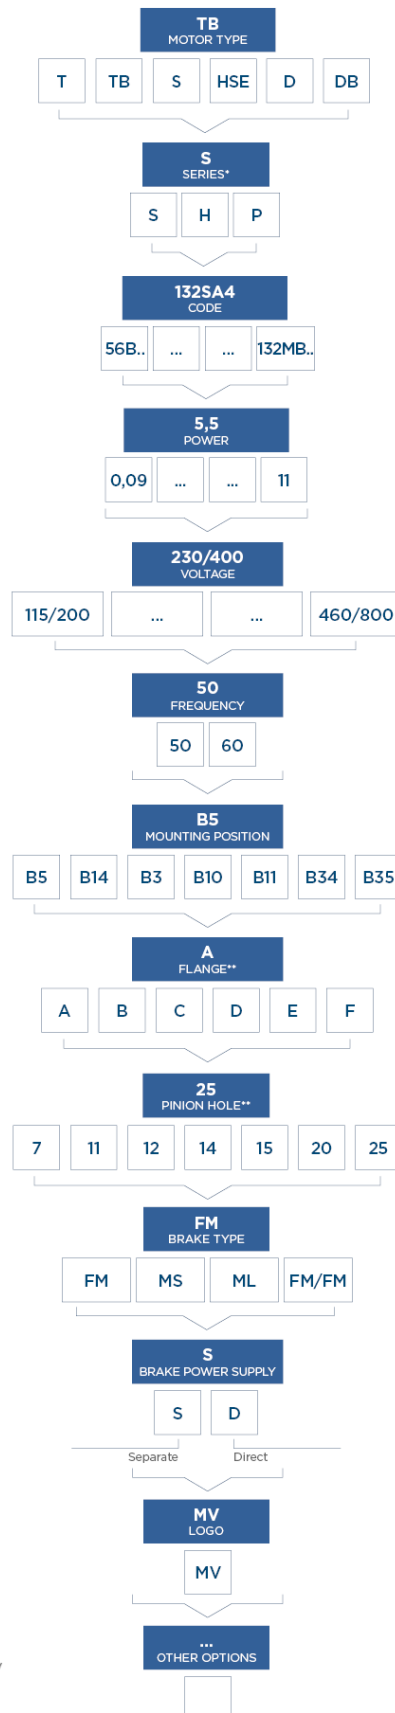 TB
MOTOR TYPE
T TB S HSE D DB
S
SERIES*
S H P
132SA4
CODE
56B.. ... ... 132MB..
5,5
POWER
0,09 ... ... 11
230/400
VOLTAGE
115/200 ... ... 460/800
50
FREQUENCY
50 60
B5
MOUNTING POSITION
B5 B14 B3 B10 B11 B34 B35
A
FLANGE**
A B C D E F
25
PINION HOLE**
7 11 12 14 15 20 25
FM
BRAKE TYPE
FM MS ML FM/FM
S
BRAKE POWER SUPPLY
S D
Separate Direct
MV
LOGO
MV
...
OTHER OPTIONS